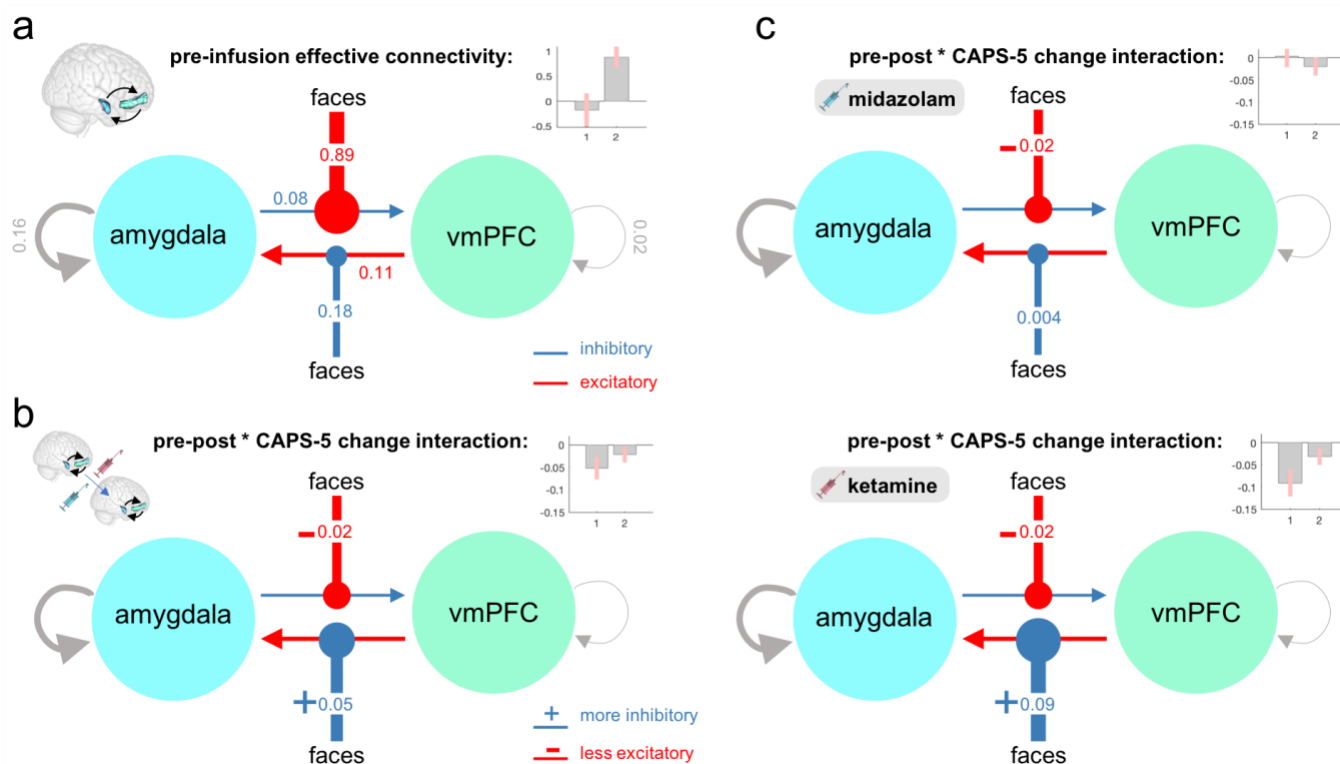 a
pre-infusion effective connectivity:
1
0.5
0
-0.5
1 2
faces
0.89
0.08
0.16
amygdala
vmPFC
0.02
0.11
0.18
faces
inhibitory
excitatory
b
pre-post * CAPS-5 change interaction:
0
-0.05
-0.1
-0.15
1 2
faces
-0.02
amygdala
vmPFC
+0.05
faces
+ more inhibitory
- less excitatory
c
pre-post * CAPS-5 change interaction:
midazolam
0
-0.05
-0.1
-0.15
1 2
faces
-0.02
amygdala
vmPFC
0.004
faces
pre-post * CAPS-5 change interaction:
ketamine
0
-0.05
-0.1
-0.15
1 2
faces
-0.02
amygdala
vmPFC
+0.09
faces